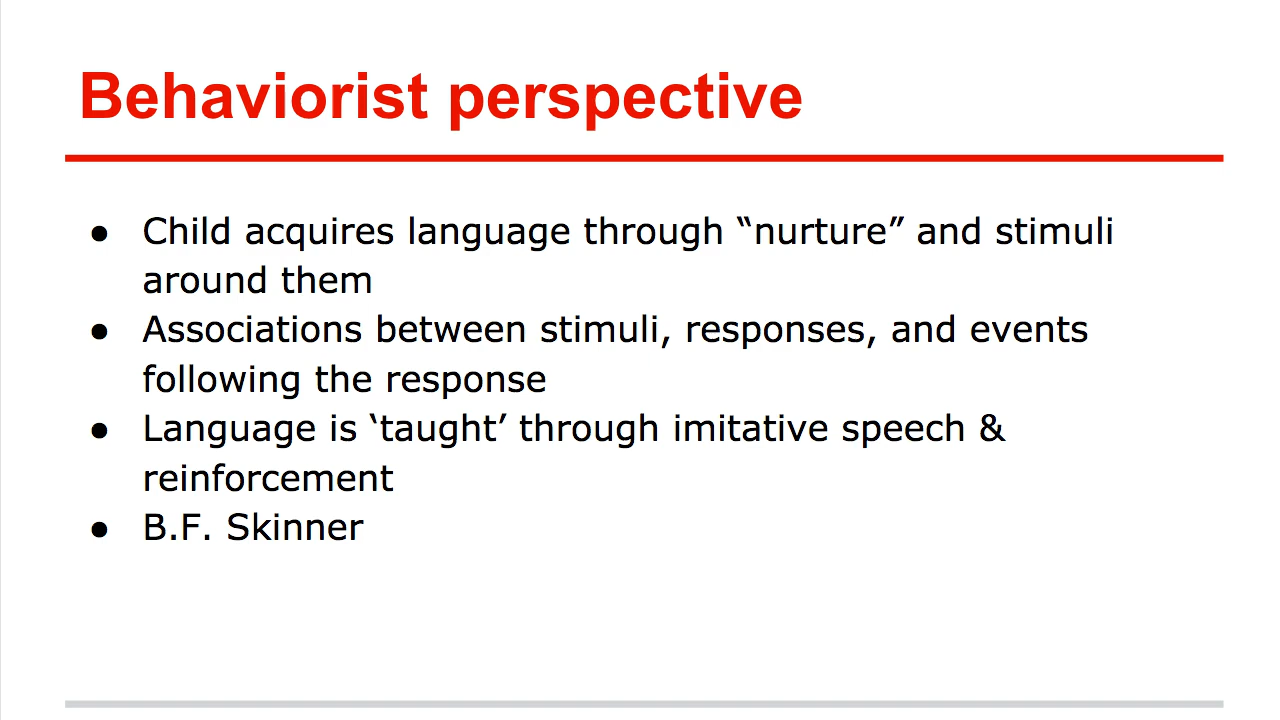 Behaviorist perspective
● Child acquires language through “nurture” and stimuli
around them
● Associations between stimuli, responses, and events
following the response
● Language is ‘taught’ through imitative speech &
reinforcement
● B.F. Skinner